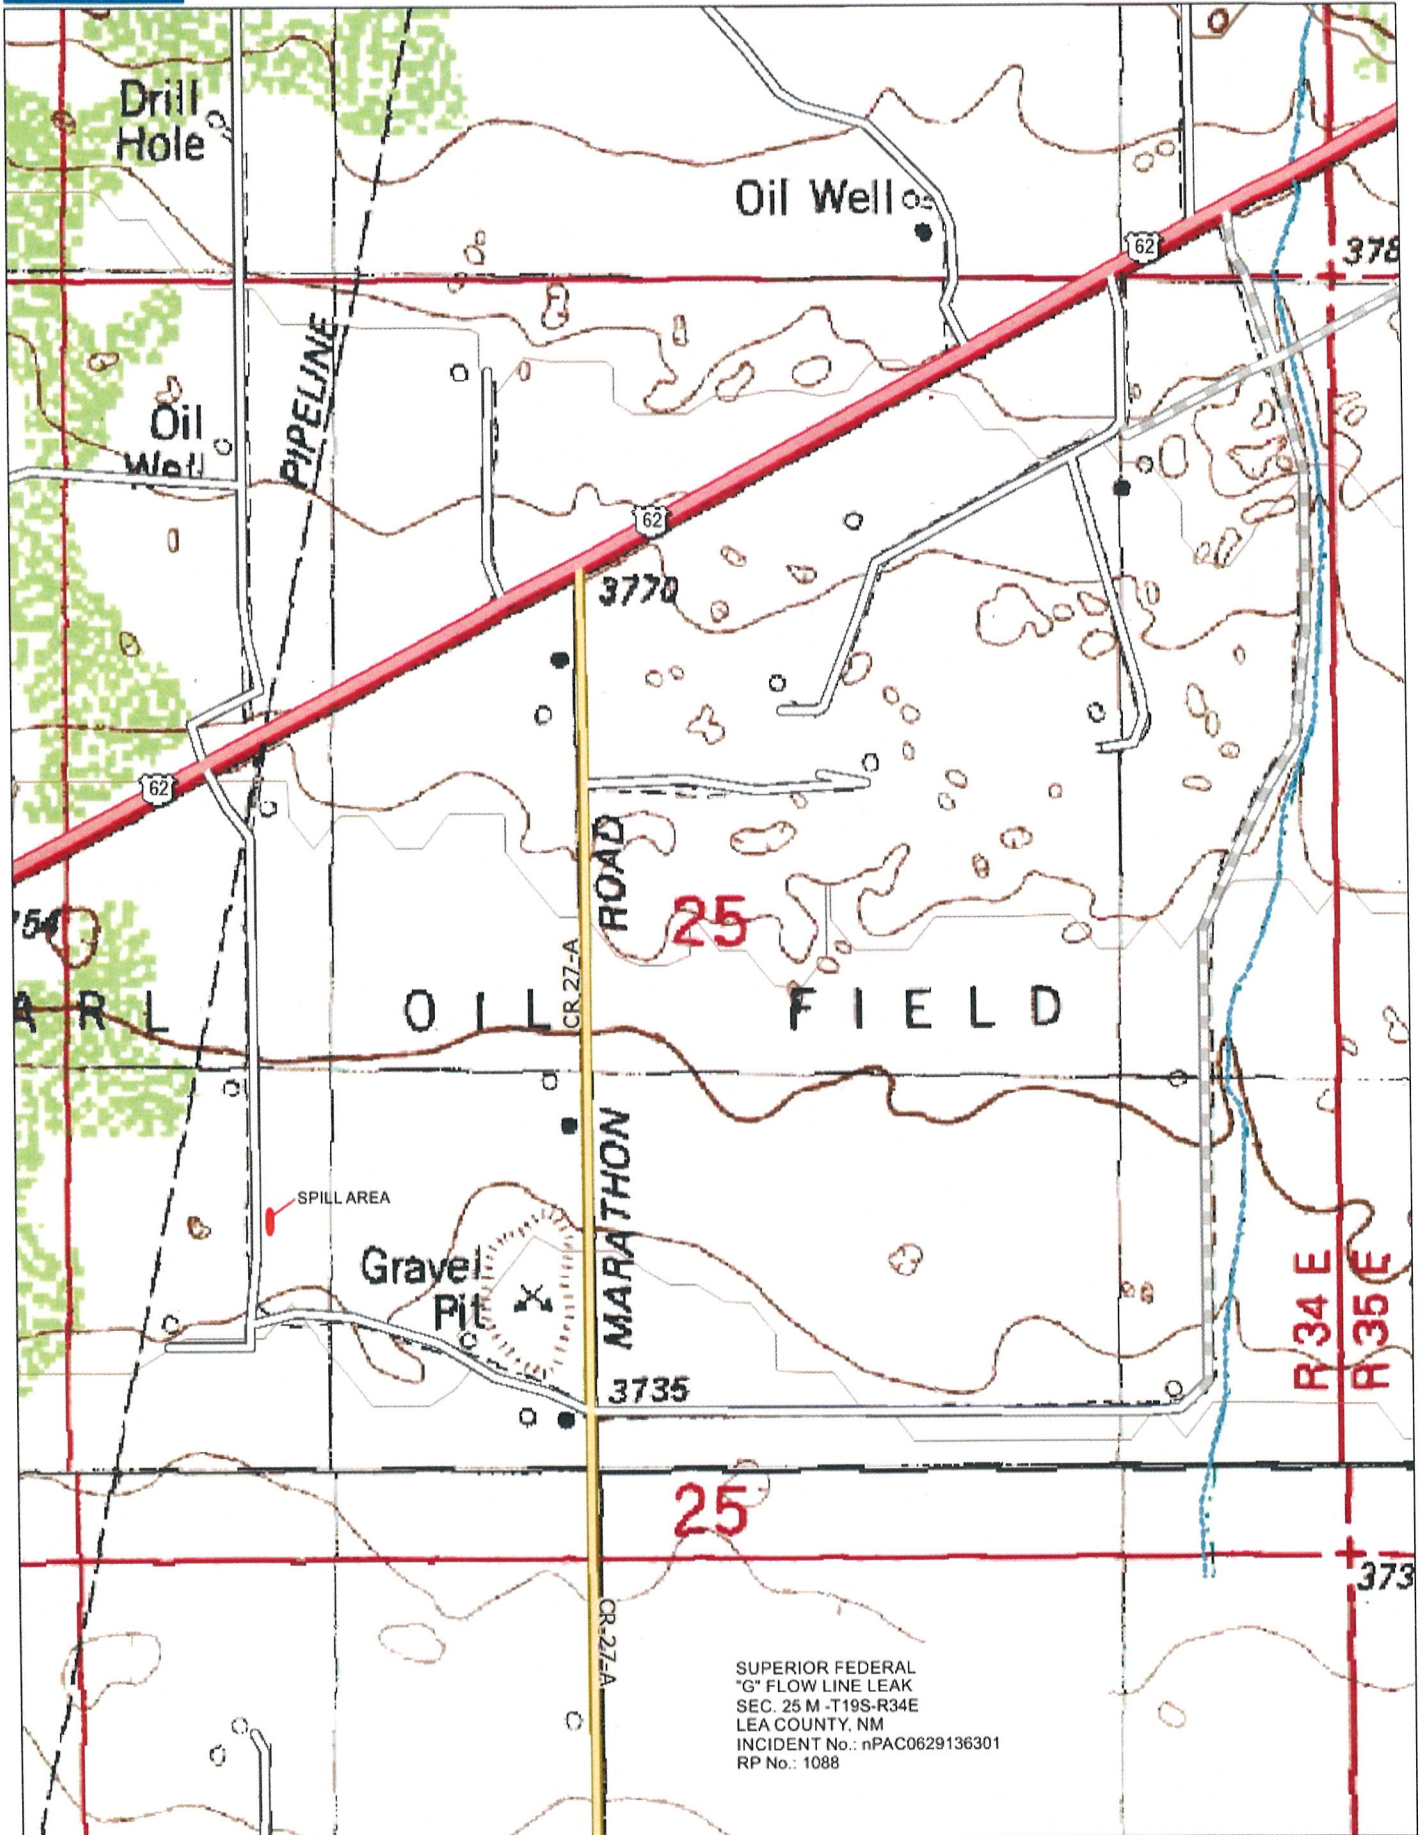 Drill
Hole
Oil Well
62
378
PIPELINE
Oil
Well
62
3770
62
ROAD
25
754
CR 27-A
ARL OIL FIELD
MARATHON
SPILL AREA
Gravel
Pit
R 34 E
R 35 E
3735
25
373
CR-27-A
SUPERIOR FEDERAL
"G" FLOW LINE LEAK
SEC. 25 M -T19S-R34E
LEA COUNTY, NM
INCIDENT No.: nPAC0629136301
RP No.: 1088